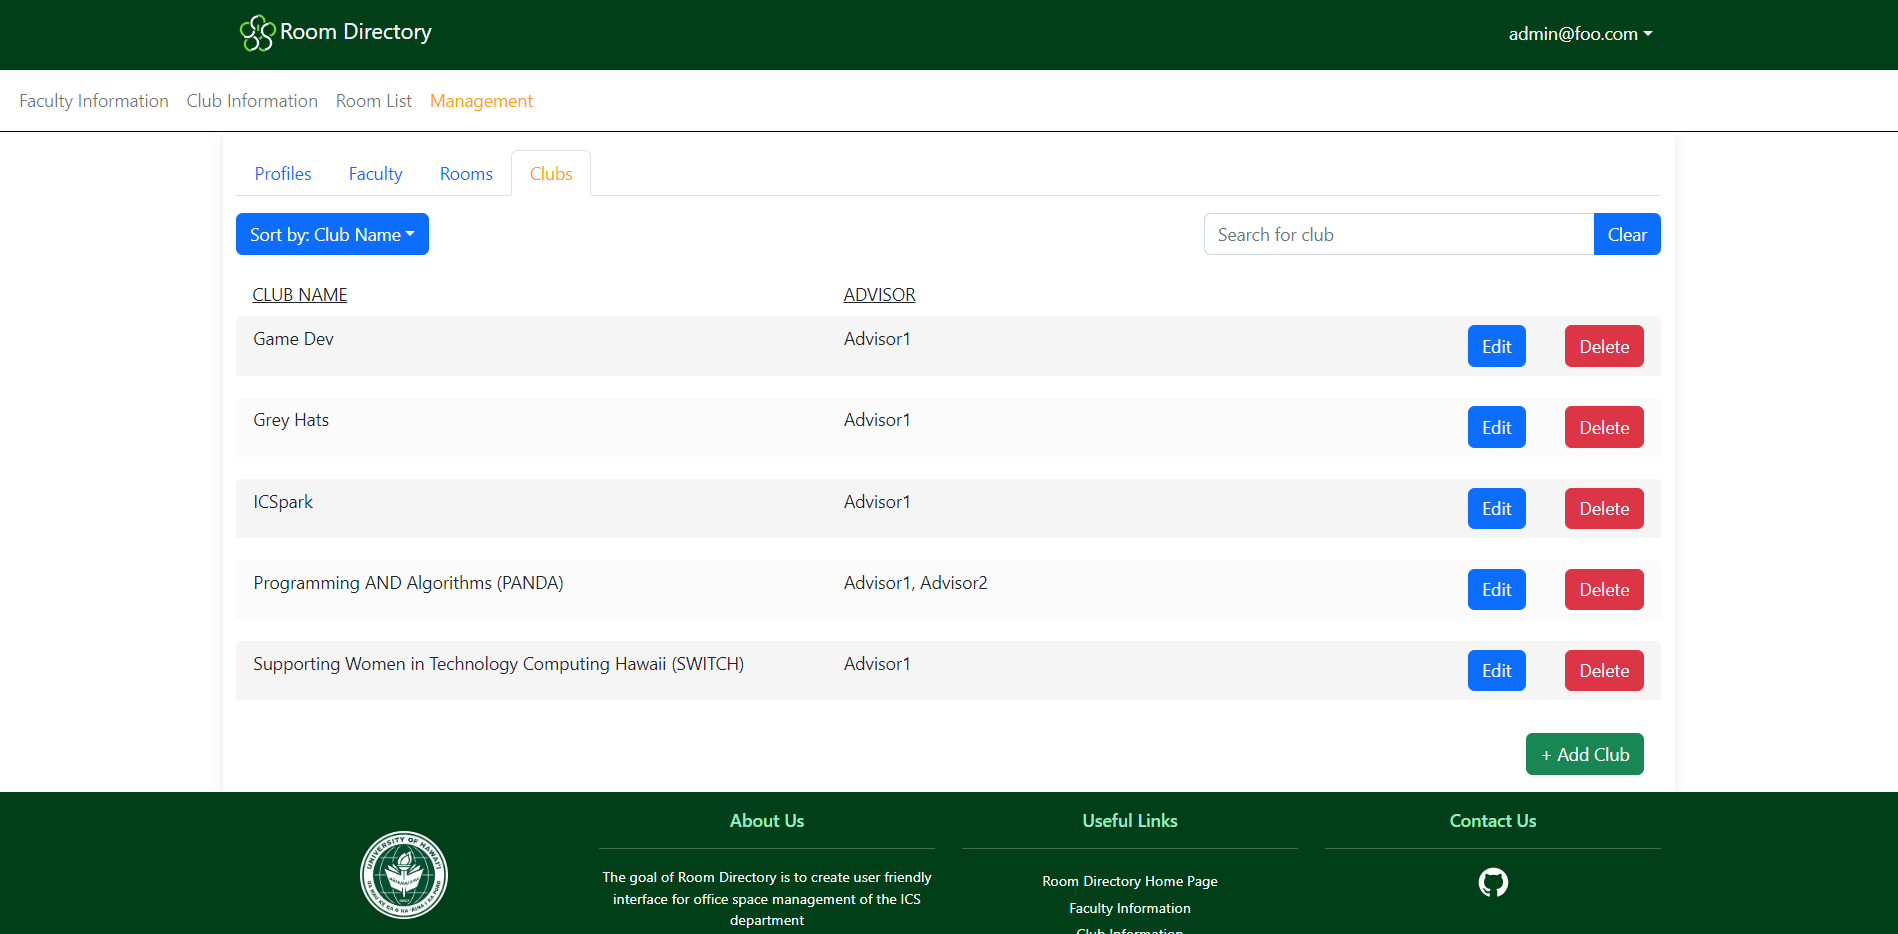 Room Directory
admin@foo.com
Faculty Information Club Information Room List Management
Profiles Faculty Rooms Clubs
Sort by: Club Name
Search for club Clear
CLUB NAME ADVISOR
Game Dev Advisor1 Edit Delete
Grey Hats Advisor1 Edit Delete
ICSpark Advisor1 Edit Delete
Programming AND Algorithms (PANDA) Advisor1, Advisor2 Edit Delete
Supporting Women in Technology Computing Hawaii (SWITCH) Advisor1 Edit Delete
+ Add Club
UNIVERSITY OF HAWAI'I
About Us
The goal of Room Directory is to create user friendly
interface for office space management of the ICS
department
Useful Links
Room Directory Home Page
Faculty Information
Club Information
Contact Us